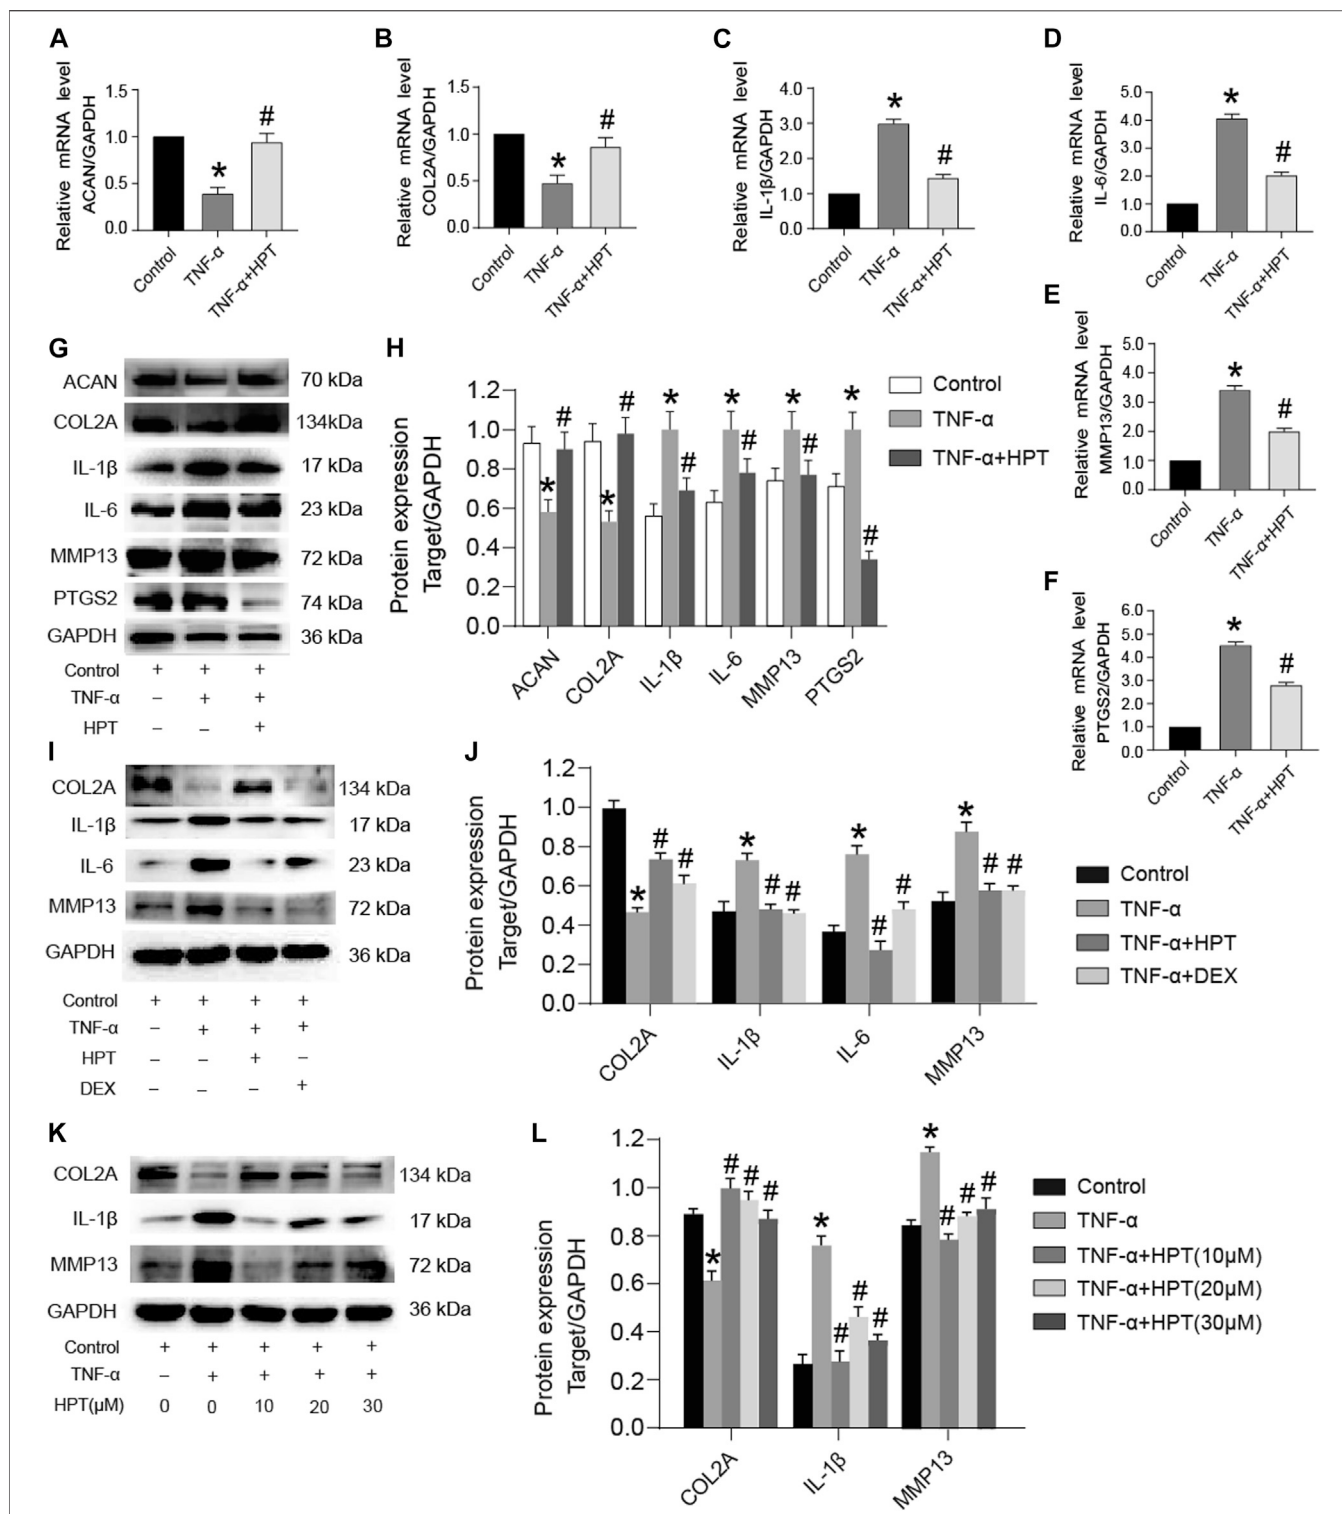 A
Relative mRNA level
ACAN/GAPDH
1.5
1.0
0.5
0.0
*
#
Control
TNF-α
TNF-α+HPT
B
Relative mRNA level
COL2A/GAPDH
1.5
1.0
0.5
0.0
*
#
Control
TNF-α
TNF-α+HPT
C
Relative mRNA level
IL-1β/GAPDH
4.0
3.0
2.0
1.0
0.0
*
#
Control
TNF-α
TNF-α+HPT
D
Relative mRNA level
IL-6/GAPDH
5.0
4.0
3.0
2.0
1.0
0.0
*
#
Control
TNF-α
TNF-α+HPT
E
Relative mRNA level
MMP13/GAPDH
5.0
4.0
3.0
2.0
1.0
0.0
*
#
Control
TNF-α
TNF-α+HPT
F
Relative mRNA level
PTGS2/GAPDH
6.0
5.0
4.0
3.0
2.0
1.0
0.0
*
#
Control
TNF-α
TNF-α+HPT
G
ACAN 70 kDa
COL2A 134kDa
IL-1β 17 kDa
IL-6 23 kDa
MMP13 72 kDa
PTGS2 74 kDa
GAPDH 36 kDa
Control + + +
TNF-α – + +
HPT – – +
H
Protein expression
Target/GAPDH
1.2
1.0
0.8
0.6
0.4
0.2
0.0
* # * # * # * # * # * #
ACAN
COL2A
IL-1β
IL-6
MMP13
PTGS2
Control
TNF-α
TNF-α+HPT
I
COL2A 134 kDa
IL-1β 17 kDa
IL-6 23 kDa
MMP13 72 kDa
GAPDH 36 kDa
Control + + + +
TNF-α – + + +
HPT – – + –
DEX – – – +
J
Protein expression
Target/GAPDH
1.2
1.0
0.8
0.6
0.4
0.2
0.0
* # # * # # * # # * # #
COL2A
IL-1β
IL-6
MMP13
Control
TNF-α
TNF-α+HPT
TNF-α+DEX
K
COL2A 134 kDa
IL-1β 17 kDa
MMP13 72 kDa
GAPDH 36 kDa
Control + + + + +
TNF-α – + + + +
HPT(μM) 0 0 10 20 30
L
Protein expression
Target/GAPDH
1.2
1.0
0.8
0.6
0.4
0.2
0.0
* # # # * # # # * # # #
COL2A
IL-1β
MMP13
Control
TNF-α
TNF-α+HPT(10μM)
TNF-α+HPT(20μM)
TNF-α+HPT(30μM)